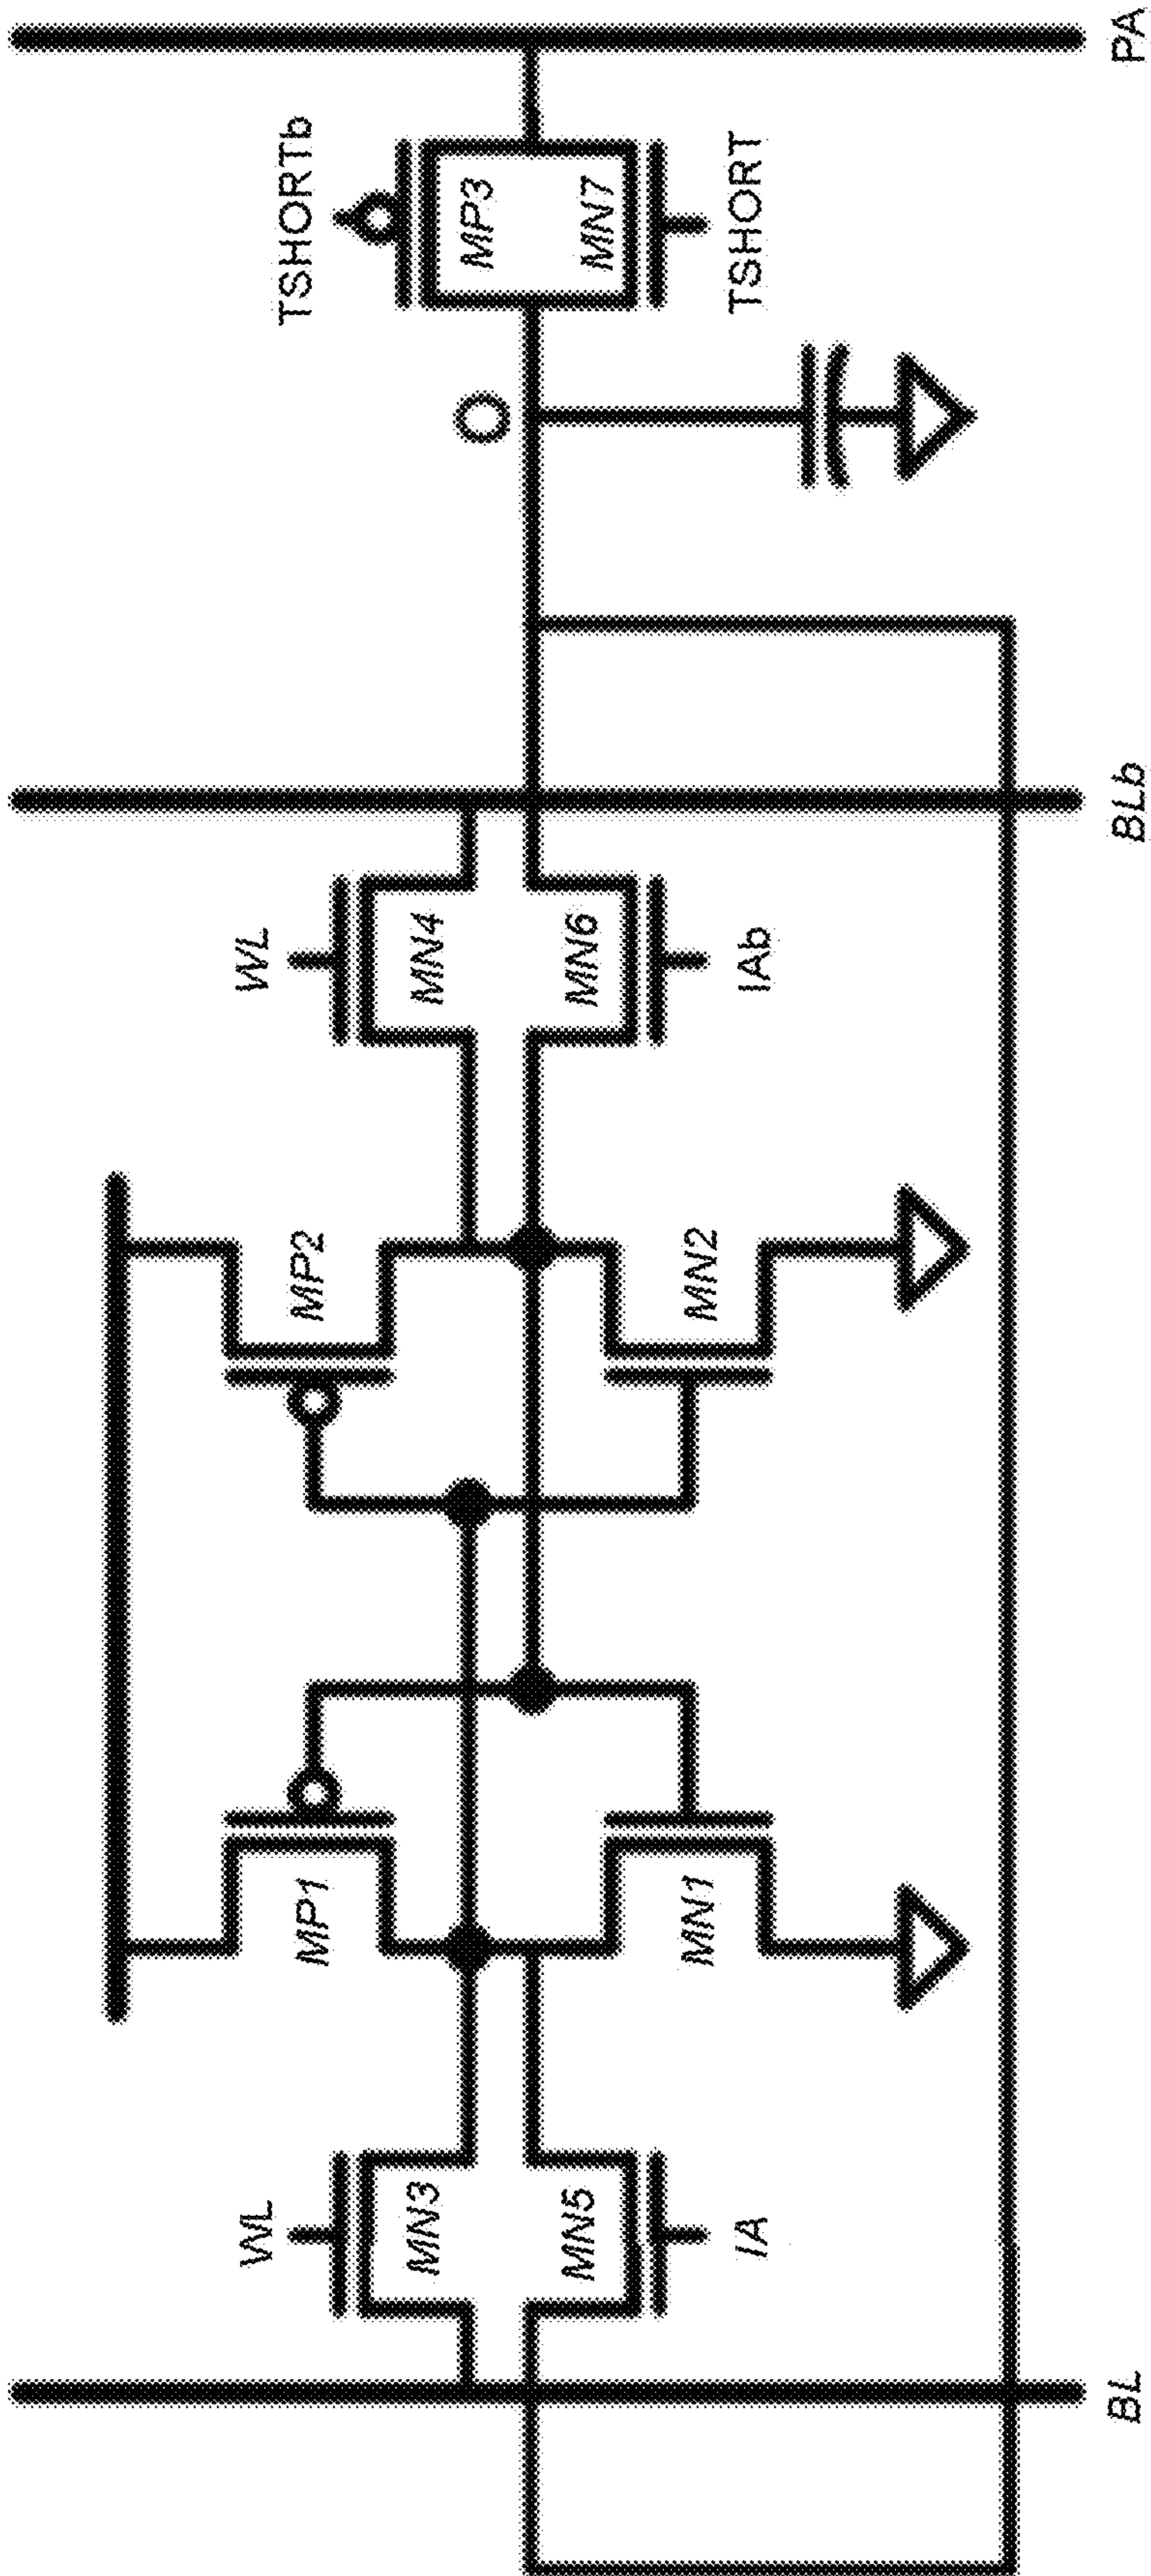 TSHORTb
MP3
MN7
TSHORT
PA
O
WL
MN4
MN6
IAb
BLb
MP2
MN2
MP1
MN1
WL
MN3
MN5
IA
BL